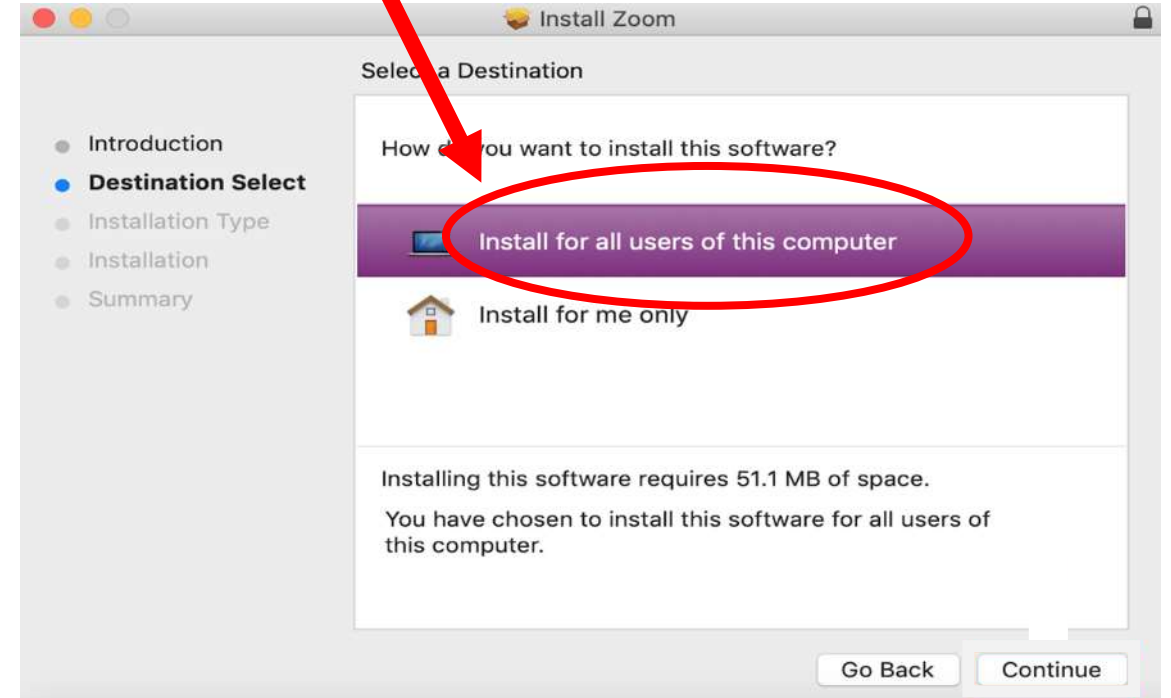 Install Zoom
Select a Destination
Introduction
Destination Select
Installation Type
Installation
Summary
How do you want to install this software?
Install for all users of this computer
Install for me only
Installing this software requires 51.1 MB of space.
You have chosen to install this software for all users of
this computer.
Go Back
Continue